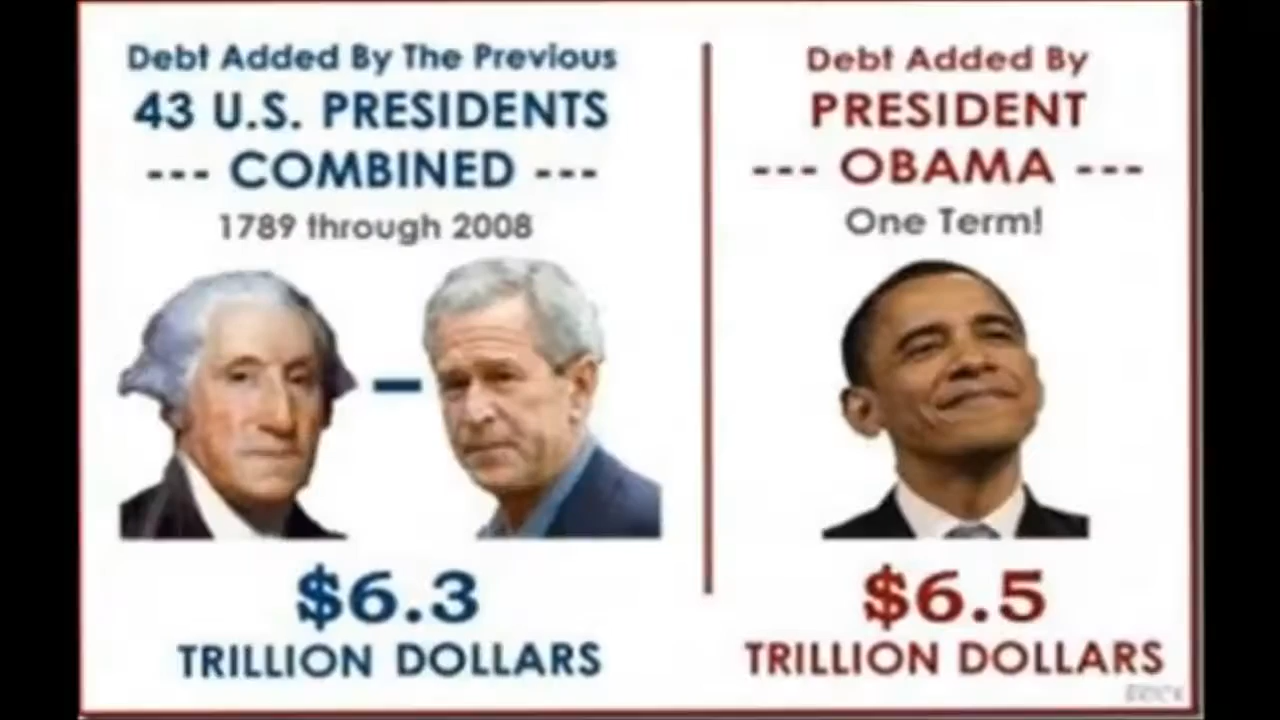 Debt Added By The Previous
43 U.S. PRESIDENTS
--- COMBINED ---
1789 through 2008
$6.3
TRILLION DOLLARS
Debt Added By
PRESIDENT
--- OBAMA ---
One Term!
$6.5
TRILLION DOLLARS